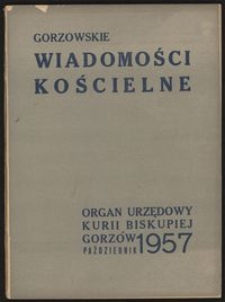 GORZOWSKIE
WIADOMOŚCI
KOŚCIELNE
ORGAN URZĘDOWY
KURII BISKUPIEJ
GORZÓW 1957
PAŹDZIERNIK